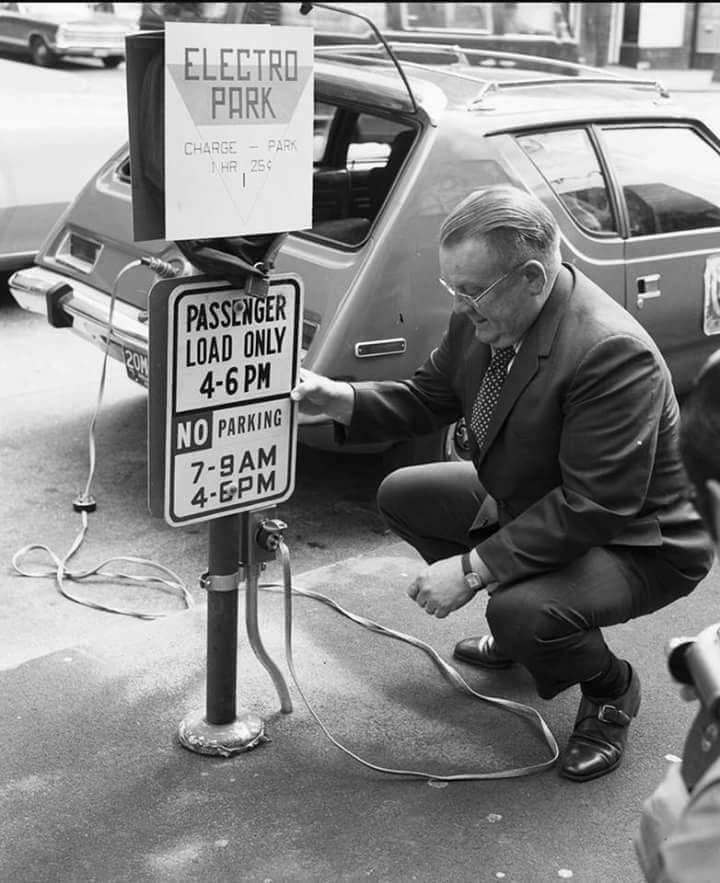 ELECTRO
PARK
CHARGE - PARK
1 HR 25¢
PASSENGER
LOAD ONLY
4-6 PM
NO PARKING
7-9 AM
4-6 PM